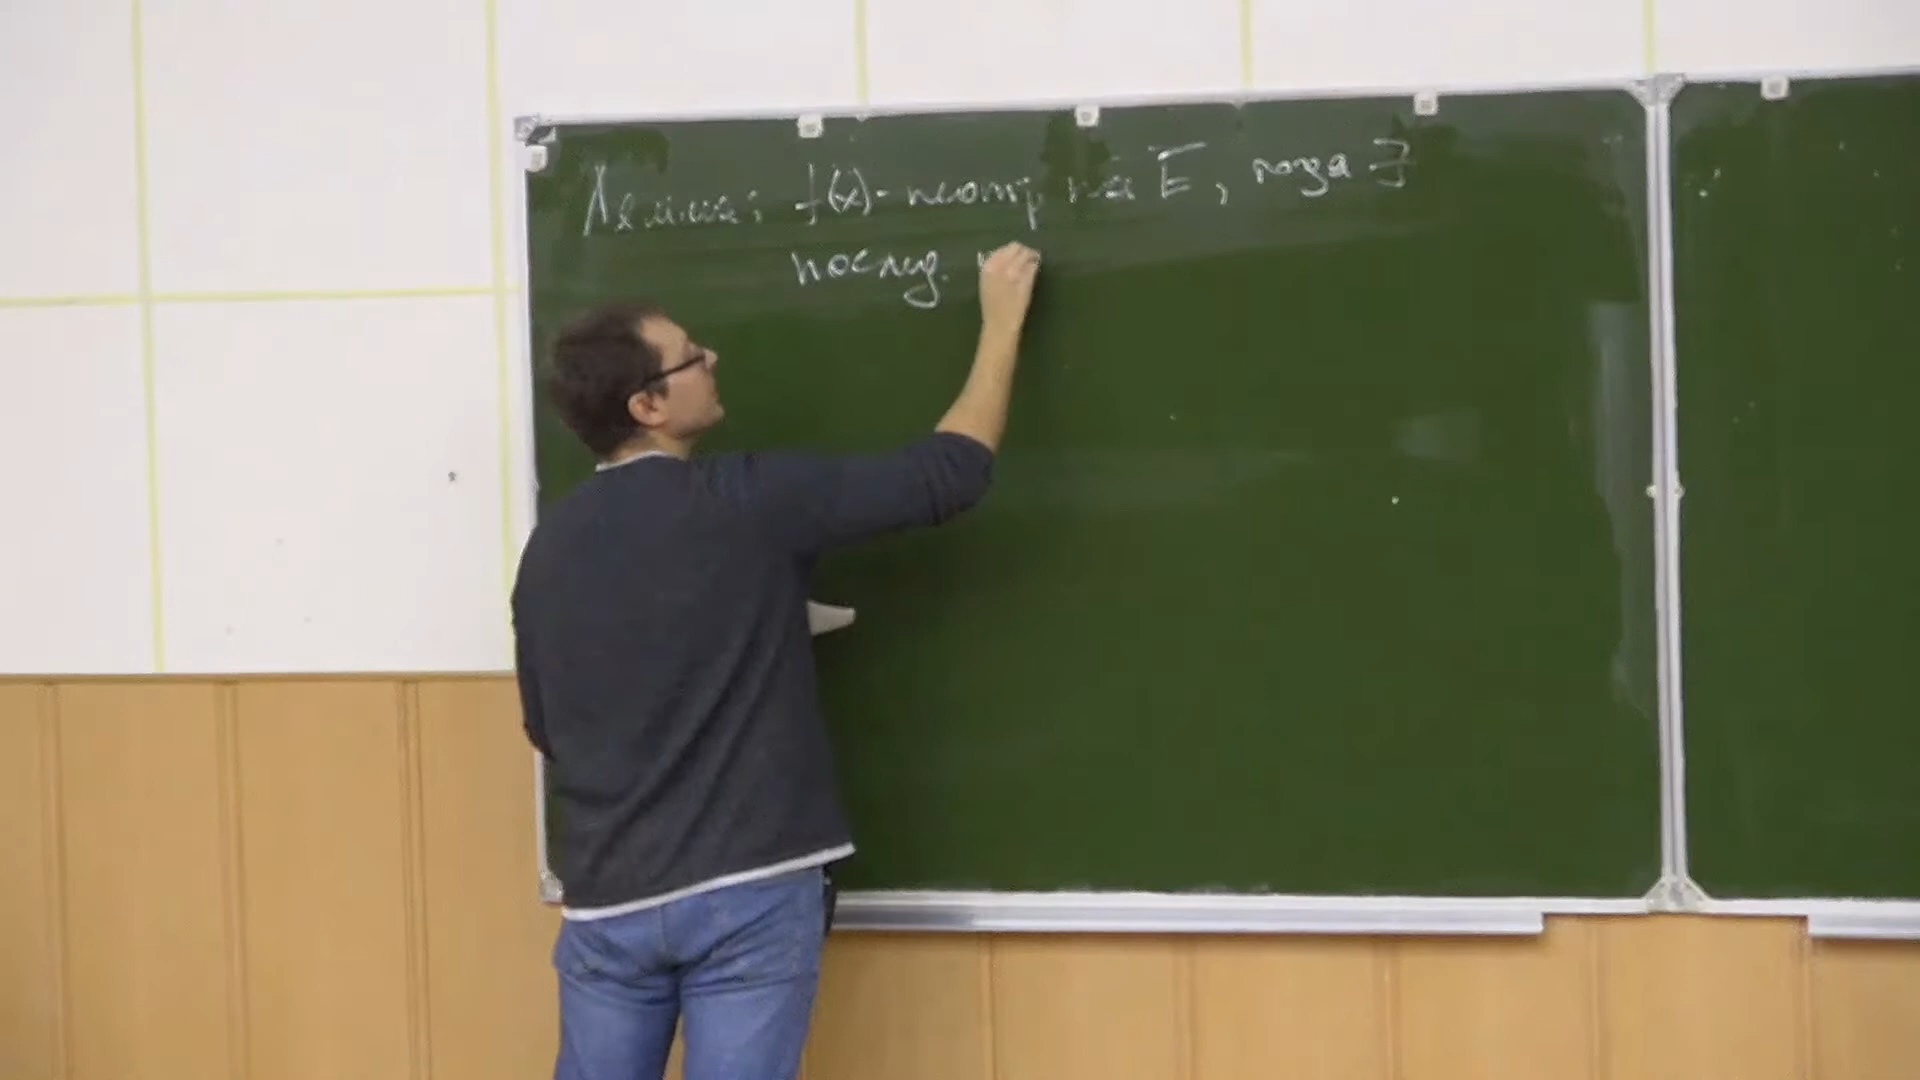 Лемма: f(x) - неогр. на E, тогда ∃
послед.